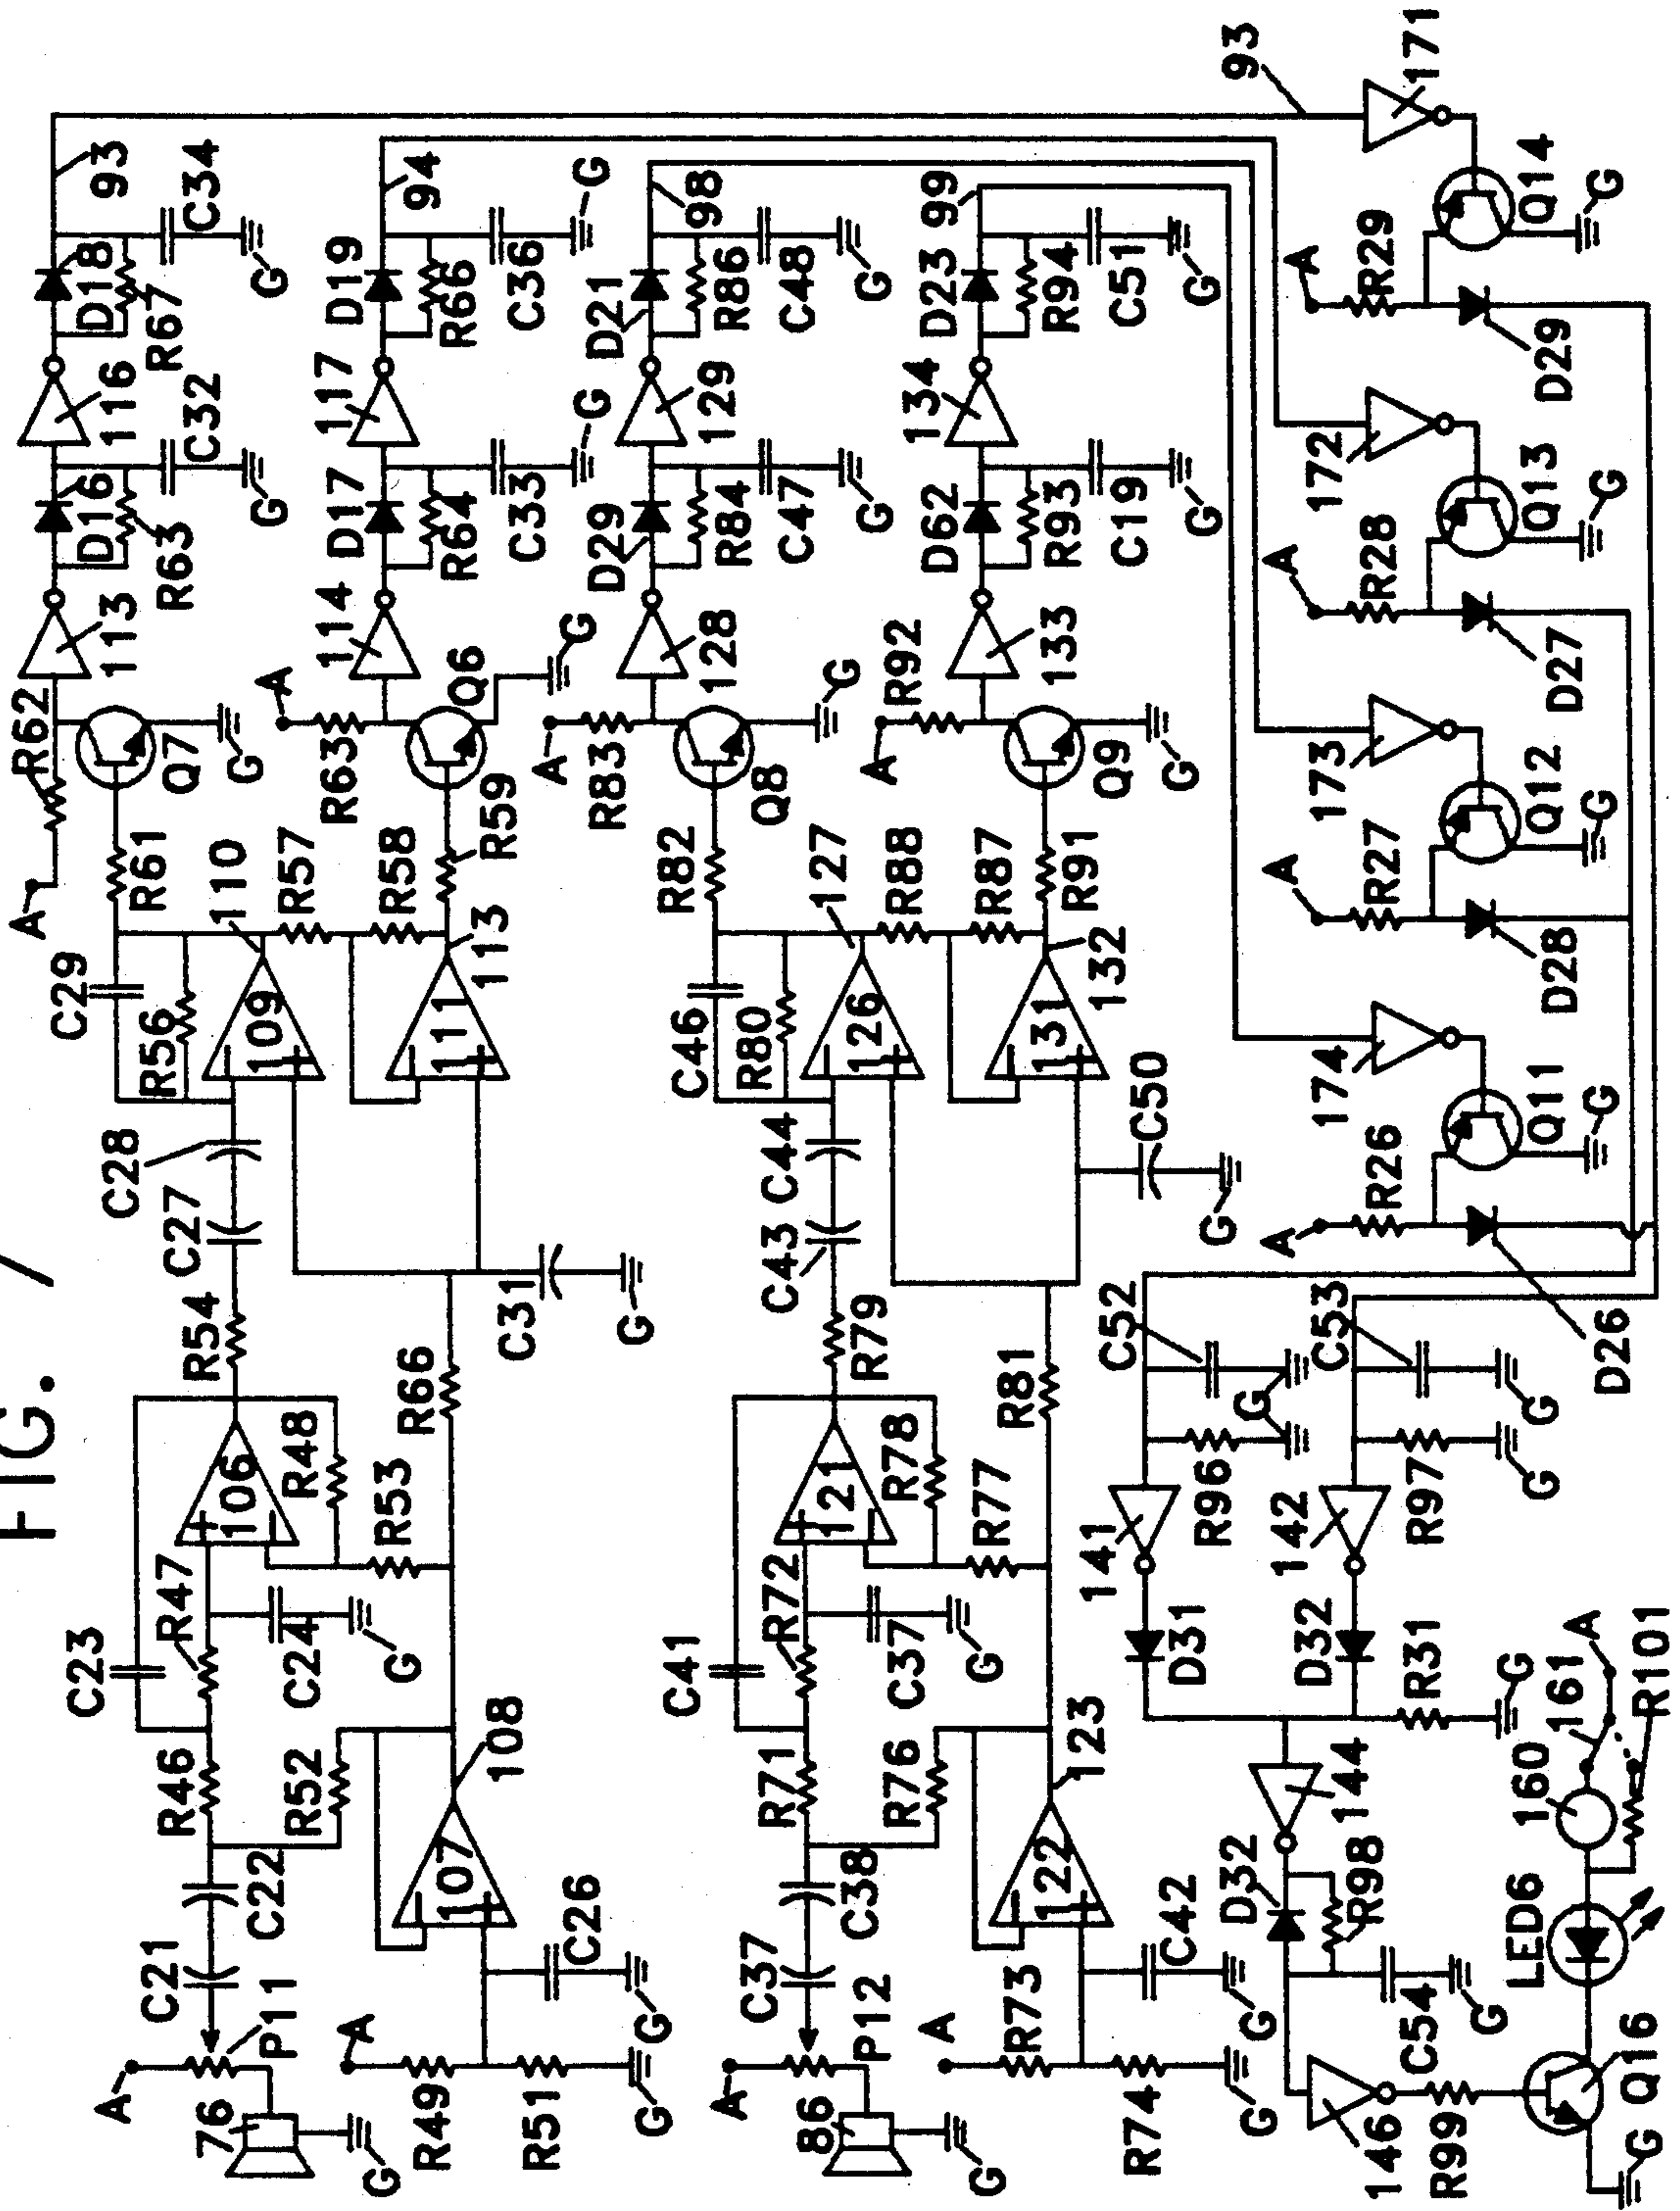 FIG. 7
A
R62
113
D16
R63
C32
G
116
D18
R67
C34
G
93
C29
R61
Q7
G
R56
110
A
R63
114
D17
R64
C33
G
117
D19
R66
C36
G
94
C23
R47
106
R48
C24
G
R46
C22
C21
R52
R54
C27
C28
109
R57
R58
111
113
R59
Q6
G
A
P11
76
G
A
R49
R51
G
G
C26
107
108
R53
R66
C31
G
A
R83
128
D29
R84
C47
G
129
D21
R86
C48
G
98
C46
R80
R82
Q8
G
126
127
R88
R87
131
132
R91
Q9
G
A
R92
133
D62
R93
C19
G
134
D23
R94
C51
G
99
C41
R72
121
R78
C37
G
R71
C38
C37
R76
R79
C43
C44
C50
G
A
P12
86
G
A
R73
R74
G
G
C42
122
123
R77
R81
93
171
A
R29
Q14
G
D29
172
A
R28
Q13
G
D27
173
A
R27
Q12
G
D28
174
A
R26
Q11
G
D26
C52
G
R96
141
D31
C53
G
R97
G
142
D32
R31
G
144
D32
R98
C54
G
146
R99
Q16
G
LED6
160
161
A
R101